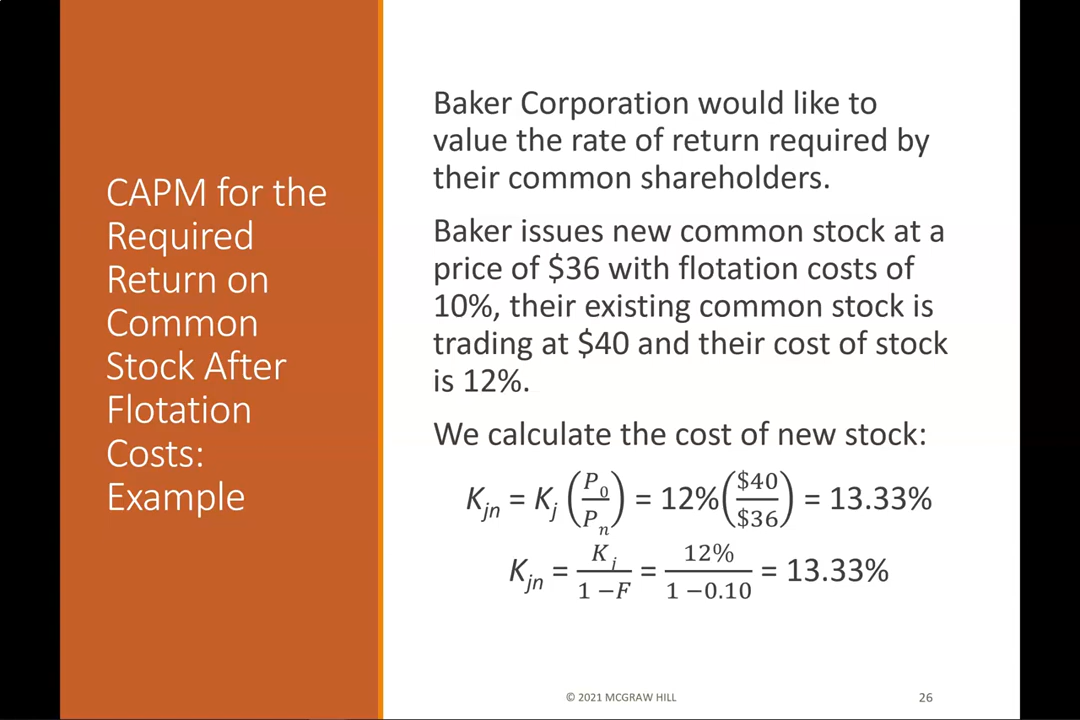 CAPM for the
Required
Return on
Common
Stock After
Flotation
Costs:
Example
Baker Corporation would like to
value the rate of return required by
their common shareholders.
Baker issues new common stock at a
price of $36 with flotation costs of
10%, their existing common stock is
trading at $40 and their cost of stock
is 12%.
We calculate the cost of new stock:
Kjn = Kj (P0/Pn) = 12%($40/$36) = 13.33%
Kjn = Kj/1 −F = 12%/1 −0.10 = 13.33%
© 2021 MCGRAW HILL
26